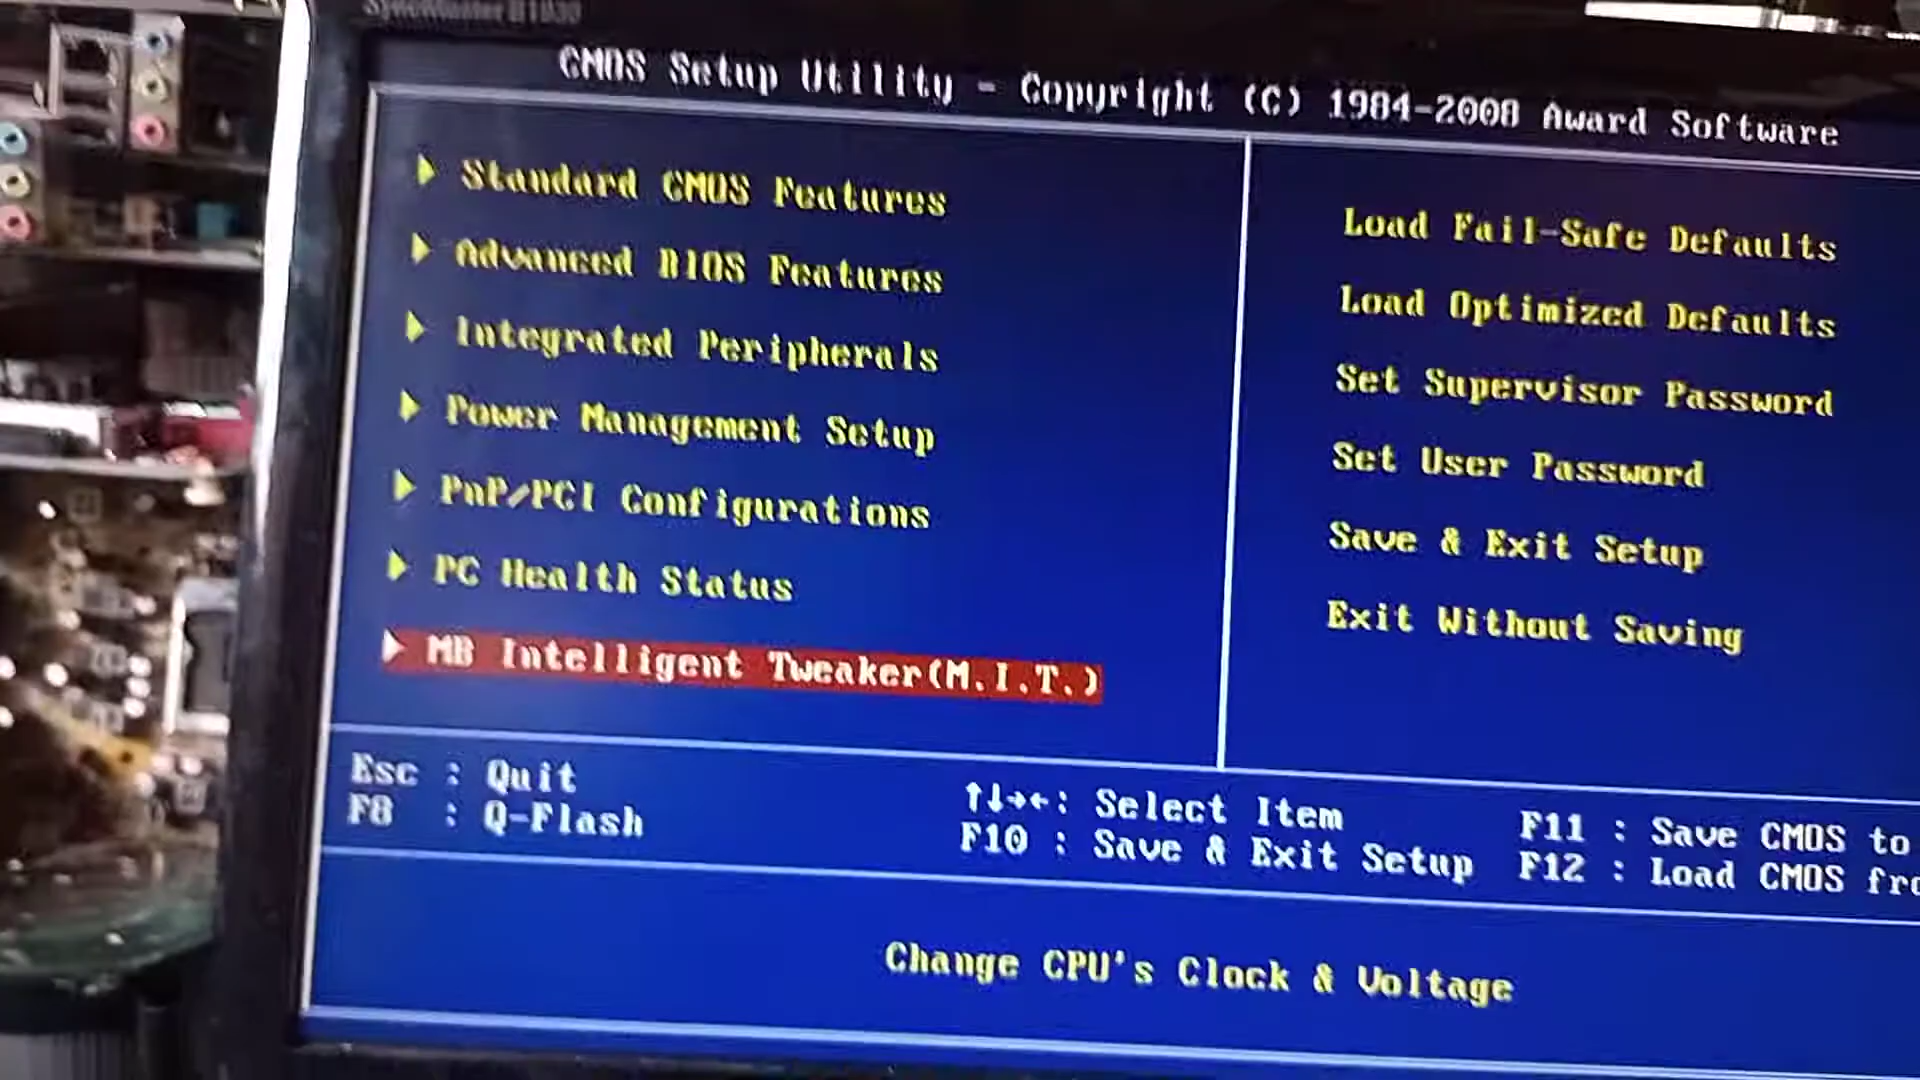 SyncMaster B1930
CMOS Setup Utility - Copyright (C) 1984-2008 Award Software
Standard CMOS Features
Advanced BIOS Features
Integrated Peripherals
Power Management Setup
PnP/PCI Configurations
PC Health Status
MB Intelligent Tweaker(M.I.T.)
Load Fail-Safe Defaults
Load Optimized Defaults
Set Supervisor Password
Set User Password
Save & Exit Setup
Exit Without Saving
Esc : Quit
F8 : Q-Flash
↑↓→←: Select Item
F10 : Save & Exit Setup
F11 : Save CMOS to
F12 : Load CMOS fro
Change CPU's Clock & Voltage